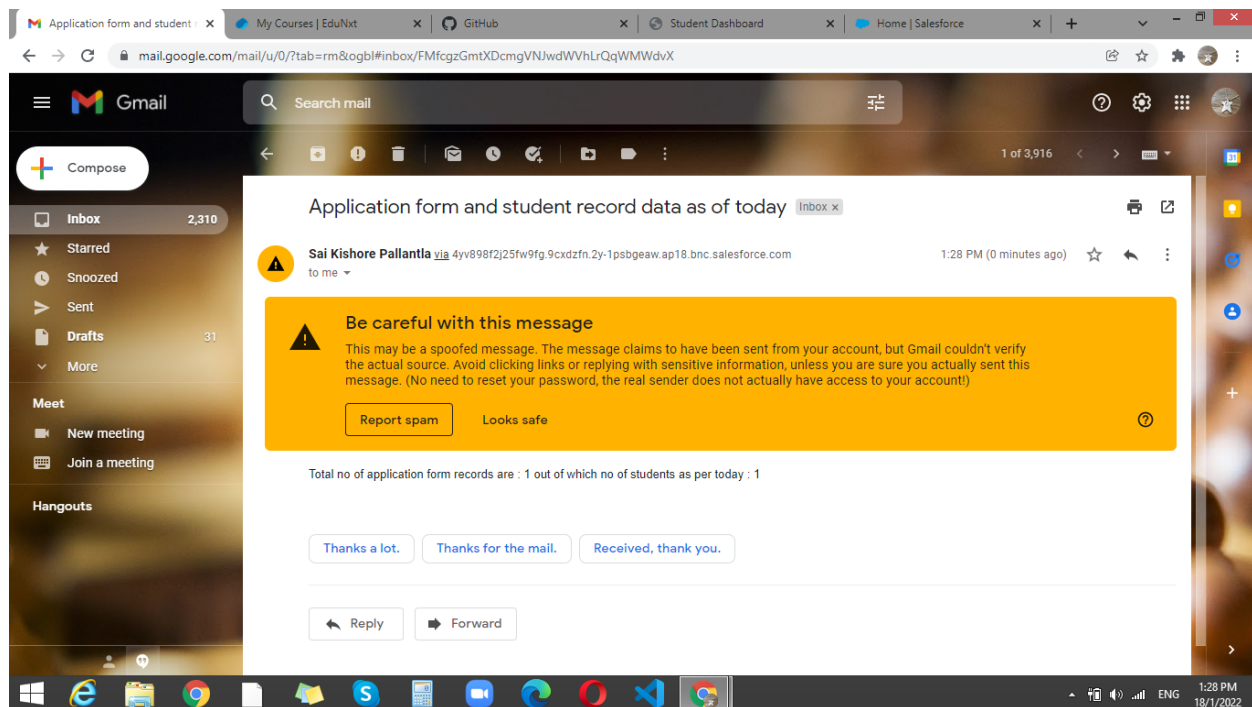 Application form and student
My Courses | EduNxt
GitHub
Student Dashboard
Home | Salesforce
mail.google.com/mail/u/0/?tab=rm&ogbl#inbox/FMfcgzGmtXDcmgVNJwdWVhLrQqWMWdvX
Gmail
Search mail
Compose
1 of 3,916
31
Inbox 2,310
Starred
Snoozed
Sent
Drafts 31
More
Meet
New meeting
Join a meeting
Hangouts
Application form and student record data as of today Inbox ×
Sai Kishore Pallantla via 4yv898f2j25fw9fg.9cxdzfn.2y-1psbgeaw.ap18.bnc.salesforce.com 1:28 PM (0 minutes ago)
to me
Be careful with this message
This may be a spoofed message. The message claims to have been sent from your account, but Gmail couldn't verify
the actual source. Avoid clicking links or replying with sensitive information, unless you are sure you actually sent this
message. (No need to reset your password, the real sender does not actually have access to your account!)
Report spam Looks safe
Total no of application form records are : 1 out of which no of students as per today : 1
Thanks a lot. Thanks for the mail. Received, thank you.
Reply Forward
ENG 1:28 PM
18/1/2022